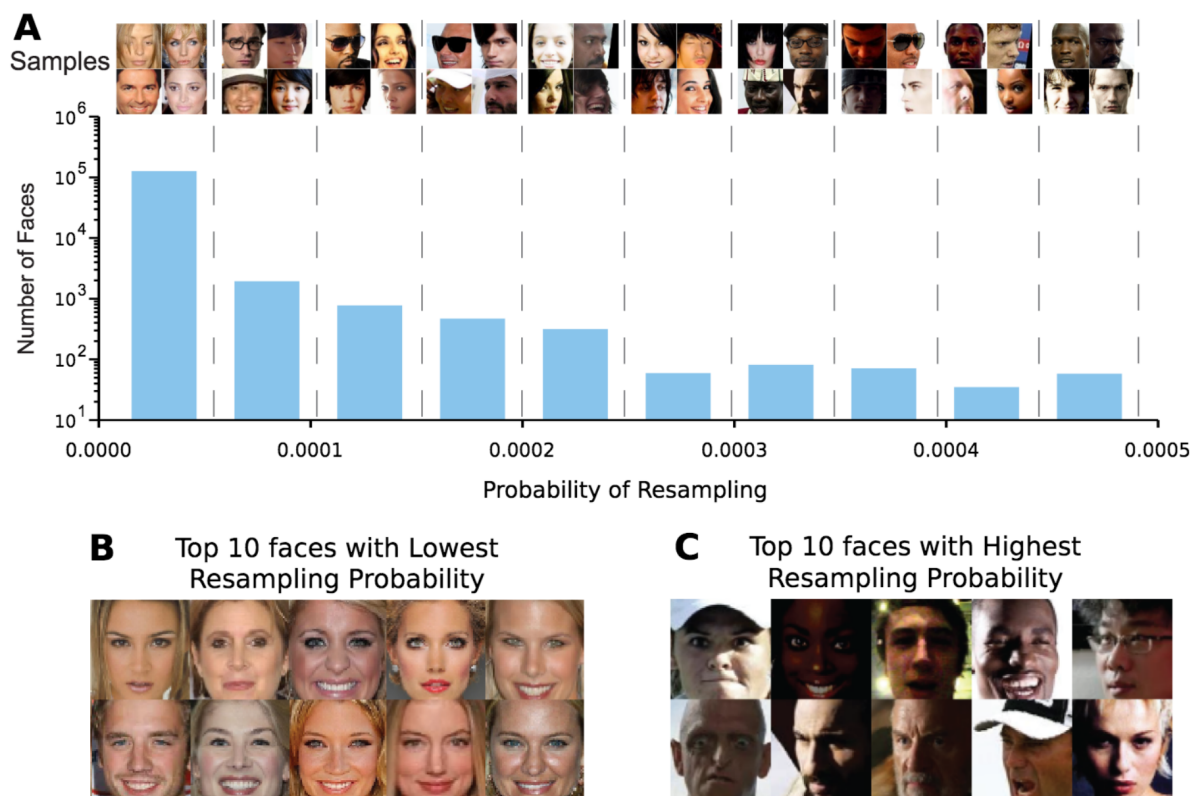 A
Samples
10^6
10^5
10^4
10^3
10^2
10^1
Number of Faces
0.0000 0.0001 0.0002 0.0003 0.0004 0.0005
Probability of Resampling
B
Top 10 faces with Lowest
Resampling Probability
C
Top 10 faces with Highest
Resampling Probability